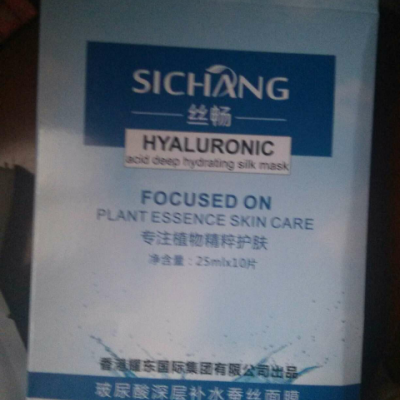 SICHANG
丝畅
HYALURONIC
acid deep hydrating silk mask
FOCUSED ON
PLANT ESSENCE SKIN CARE
专注植物精粹护肤
净含量：25mlx10片
香港耀东国际集团有限公司出品
玻尿酸深层补水蚕丝面膜